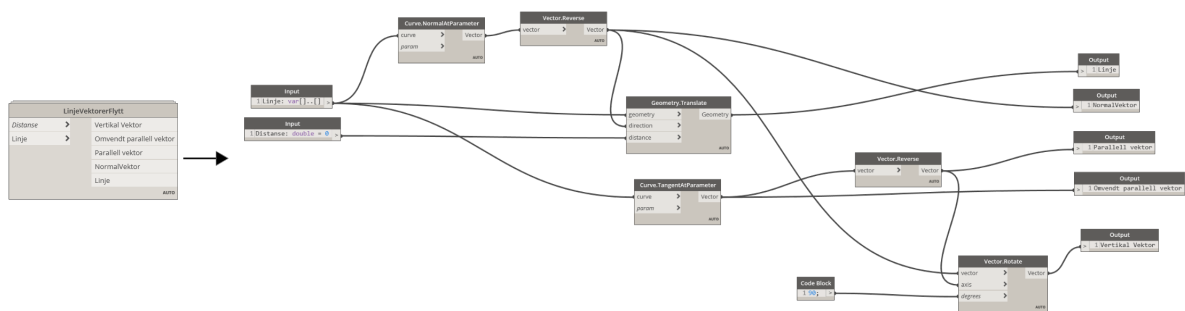 LinjeVektorerFlytt
Distanse > Vertikal Vektor
Linje > Omvendt parallell vektor
Parallell vektor
NormalVektor
Linje
AUTO
Input
1 Linje: var[]..[] >
Input
1 Distanse: double = 0 >
Curve.NormalAtParameter
curve > Vector
param >
AUTO
Vector.Reverse
vector > Vector
AUTO
Geometry.Translate
geometry > Geometry
direction >
distance >
AUTO
Curve.TangentAtParameter
curve > Vector
param >
AUTO
Vector.Reverse
vector > Vector
AUTO
Code Block
1 90; >
Vector.Rotate
vector > Vector
axis >
degrees >
AUTO
Output
> 1 Linje
Output
> 1 NormalVektor
Output
> 1 Parallell vektor
Output
> 1 Omvendt parallell vektor
Output
> 1 Vertikal Vektor